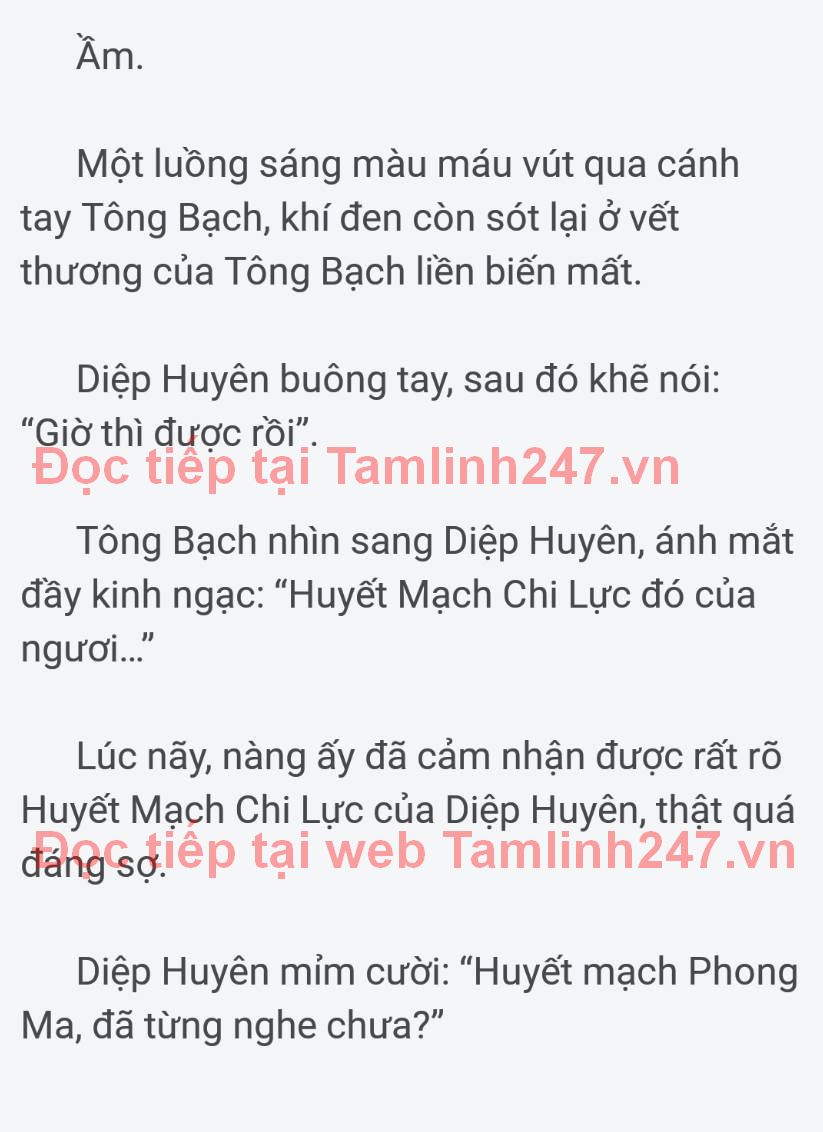 Ầm.
Một luồng sáng màu máu vút qua cánh
tay Tông Bạch, khí đen còn sót lại ở vết
thương của Tông Bạch liền biến mất.
Diệp Huyên buông tay, sau đó khẽ nói:
“Giờ thì được rồi”.
Đọc tiếp tại Tamlinh247.vn
Tông Bạch nhìn sang Diệp Huyên, ánh mắt
đầy kinh ngạc: “Huyết Mạch Chi Lực đó của
ngươi...”
Lúc nãy, nàng ấy đã cảm nhận được rất rõ
Huyết Mạch Chi Lực của Diệp Huyên, thật quá
đáng sợ.
Đọc tiếp tại web Tamlinh247.vn
Diệp Huyên mỉm cười: “Huyết mạch Phong
Ma, đã từng nghe chưa?”